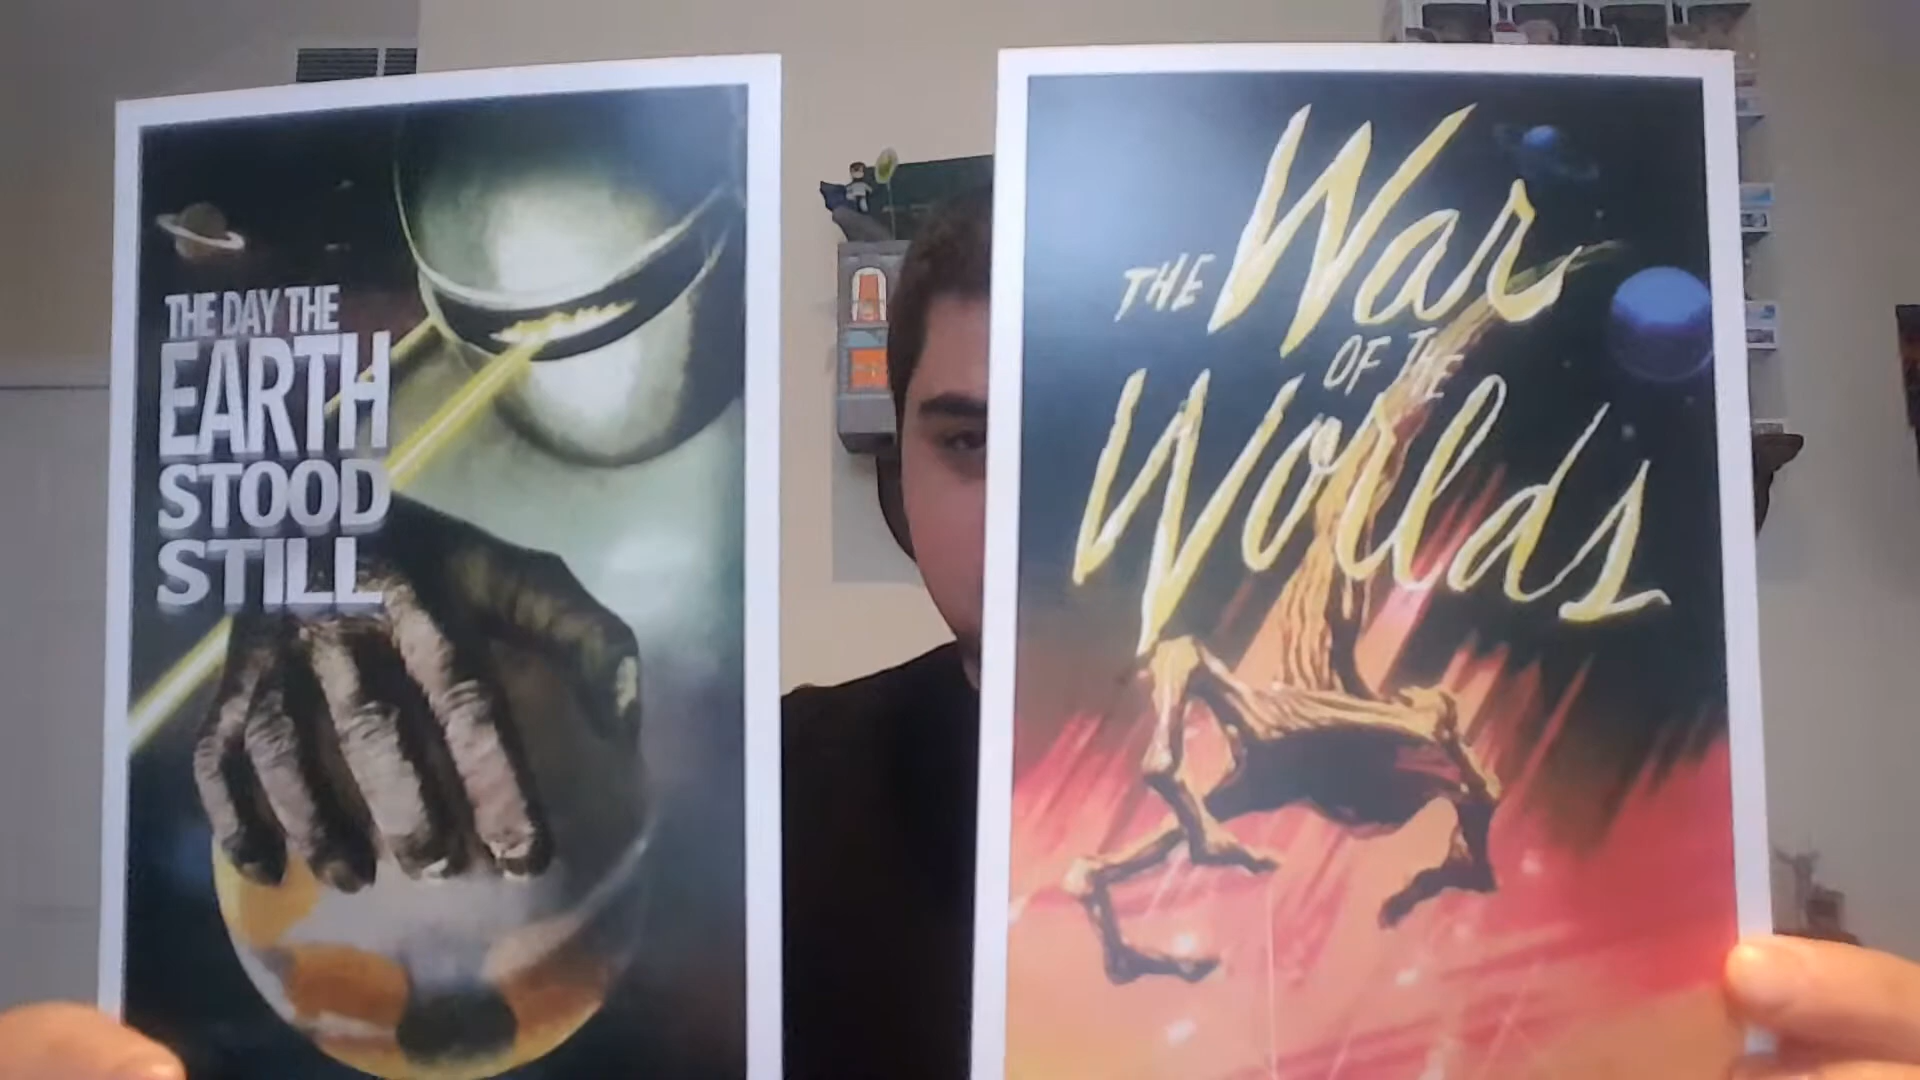 THE DAY THE
EARTH
STOOD
STILL
THE War
OF THE
Worlds